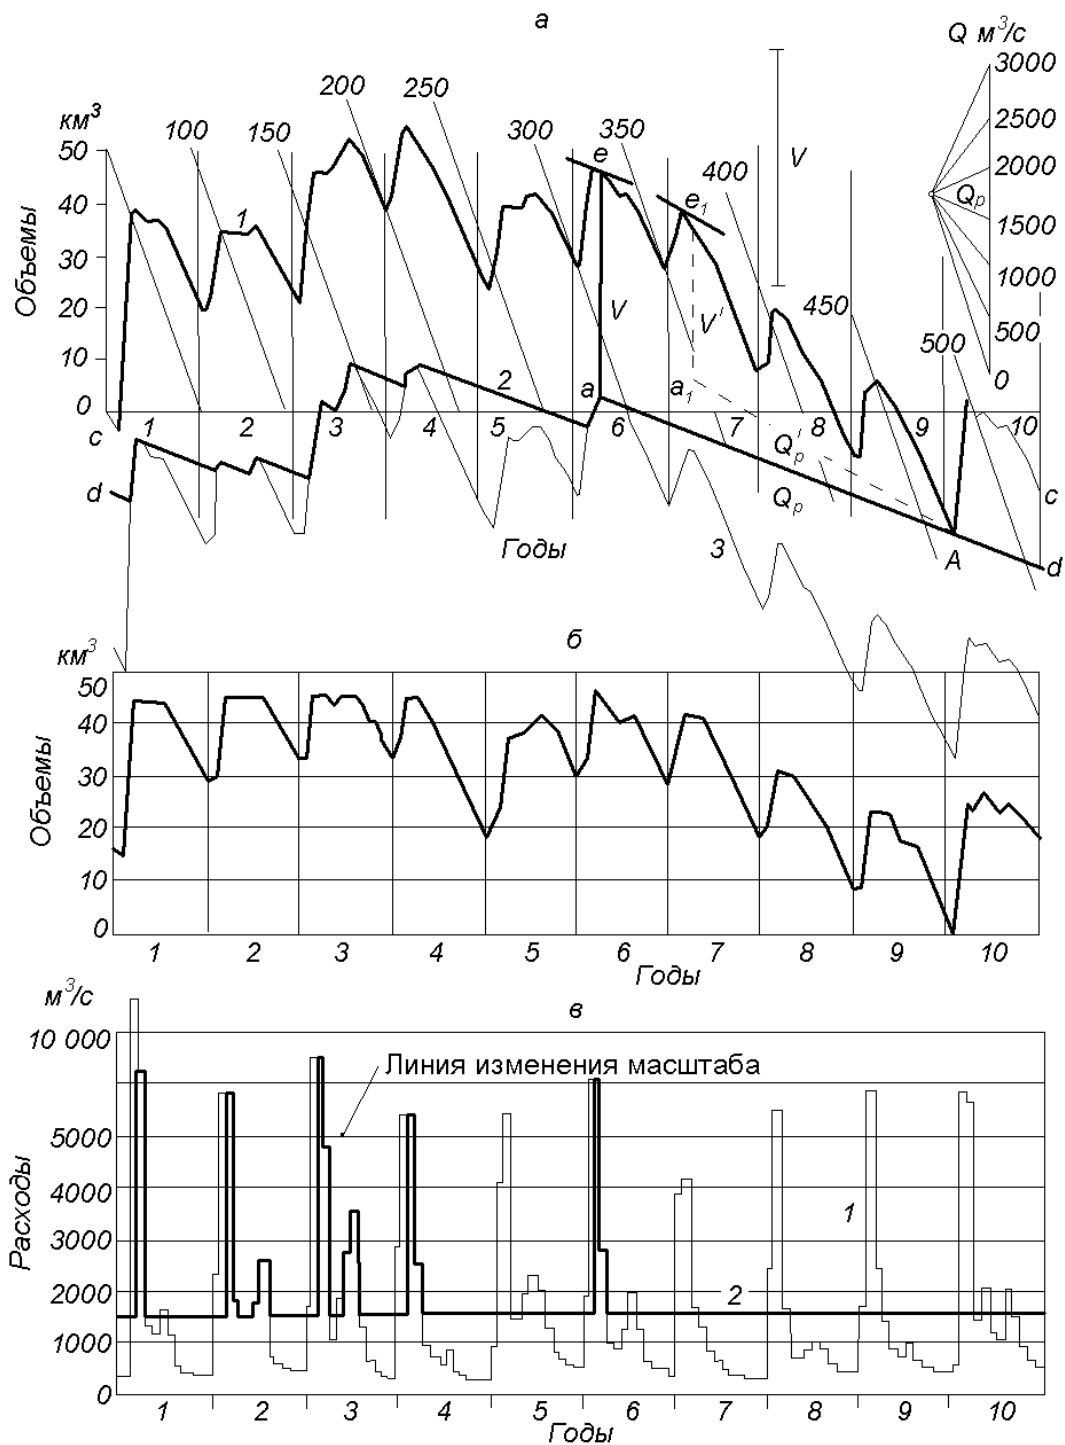 а
Q м³/с
3000
2500
2000
1500
1000
500
0
Qр
км³
50
40
30
20
10
0
Объемы
100 150 200 250 300 350 400 450 500
1
2
3
V
e
e₁
V
V′
a
a₁
Q′р
Qр
A
c
d
c
d
1 2 3 4 5 6 7 8 9 10
Годы
б
км³
50
40
30
20
10
0
Объемы
1 2 3 4 5 6 7 8 9 10
Годы
в
м³/с
10 000
5000
4000
3000
2000
1000
0
Расходы
Линия изменения масштаба
1
2
1 2 3 4 5 6 7 8 9 10
Годы